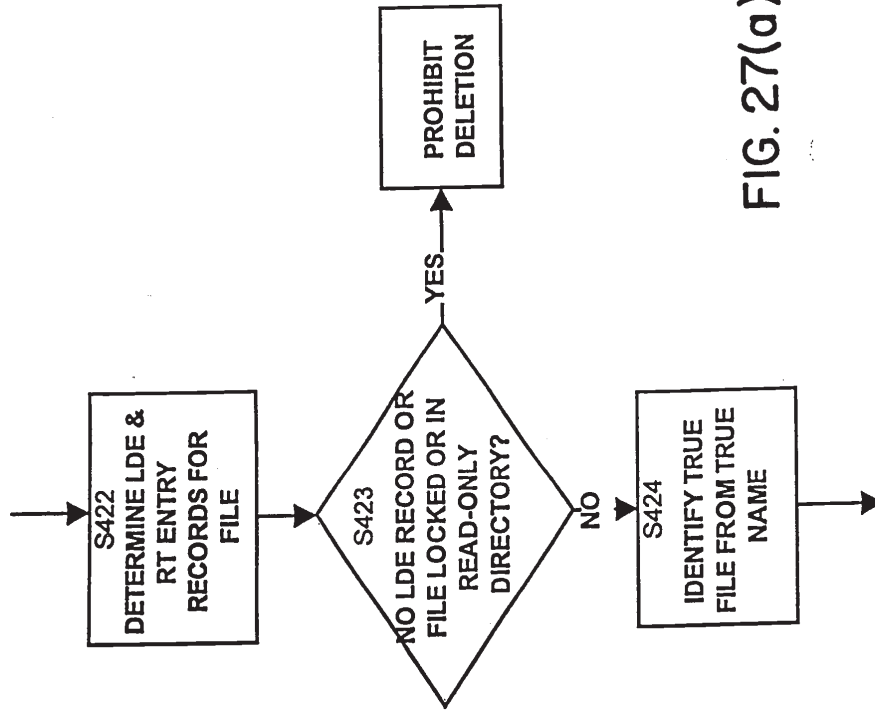 S422
DETERMINE LDE &
RT ENTRY
RECORDS FOR
FILE
S423
NO LDE RECORD OR
FILE LOCKED OR IN
READ-ONLY
DIRECTORY?
YES
PROHIBIT
DELETION
NO
S424
IDENTIFY TRUE
FILE FROM TRUE
NAME
FIG. 27(a)